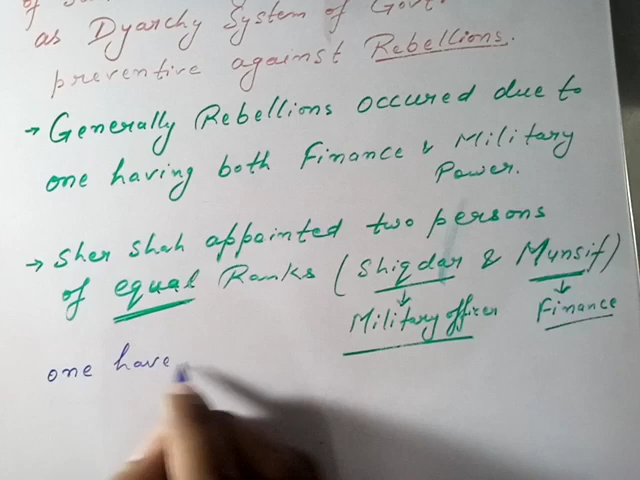 of
as Dyarchy System of Govt.
preventive against Rebellions.
→ Generally Rebellions occured due to
one having both Finance & Military
Power.
→ Sher Shah appointed two persons
of equal Ranks (Shiqdar & Munsif)
↓ ↓
Military officer Finance
one have